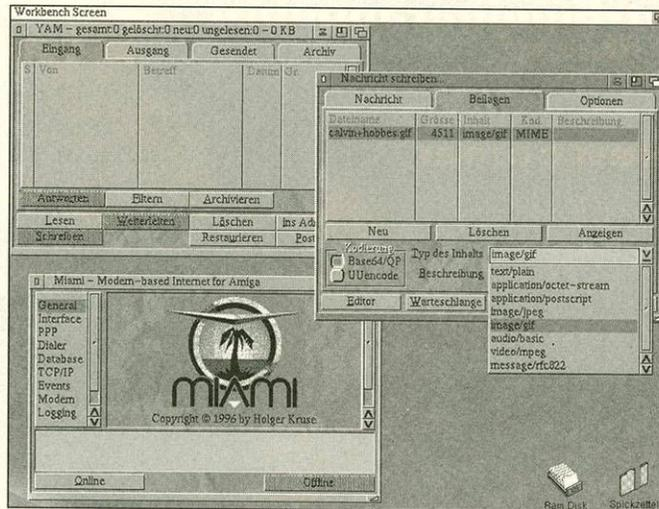 Workbench Screen
YAM – gesamt:0 gelöscht:0 neu:0 ungelesen:0 – 0 KB
Eingang Ausgang Gesendet Archiv
S Von Betreff Datum Gr.
Antworten Filtern Archivieren
Lesen Weiterleiten Löschen Ins Ad
Schreiben Restaurieren Post
Nachricht schreiben...
Nachricht Beilagen Optionen
Dateiname Grösse Inhalt Kod. Beschreibung
calvin+hobbes.gif 4511 image/gif MIME
Neu Löschen Anzeigen
Kodierung
Base64/QP
UUencode
Typ des Inhalts image/gif
Beschreibung
text/plain
application/octet-stream
application/postscript
image/jpeg
image/gif
audio/basic
video/mpeg
message/rfc822
Editor Warteschlange
Miami – Modem-based Internet for Amiga
General
Interface
PPP
Dialer
Database
TCP/IP
Events
Modem
Logging
MIAMI
Copyright © 1996 by Holger Kruse
Online Offline
Ram Disk Spickzettel